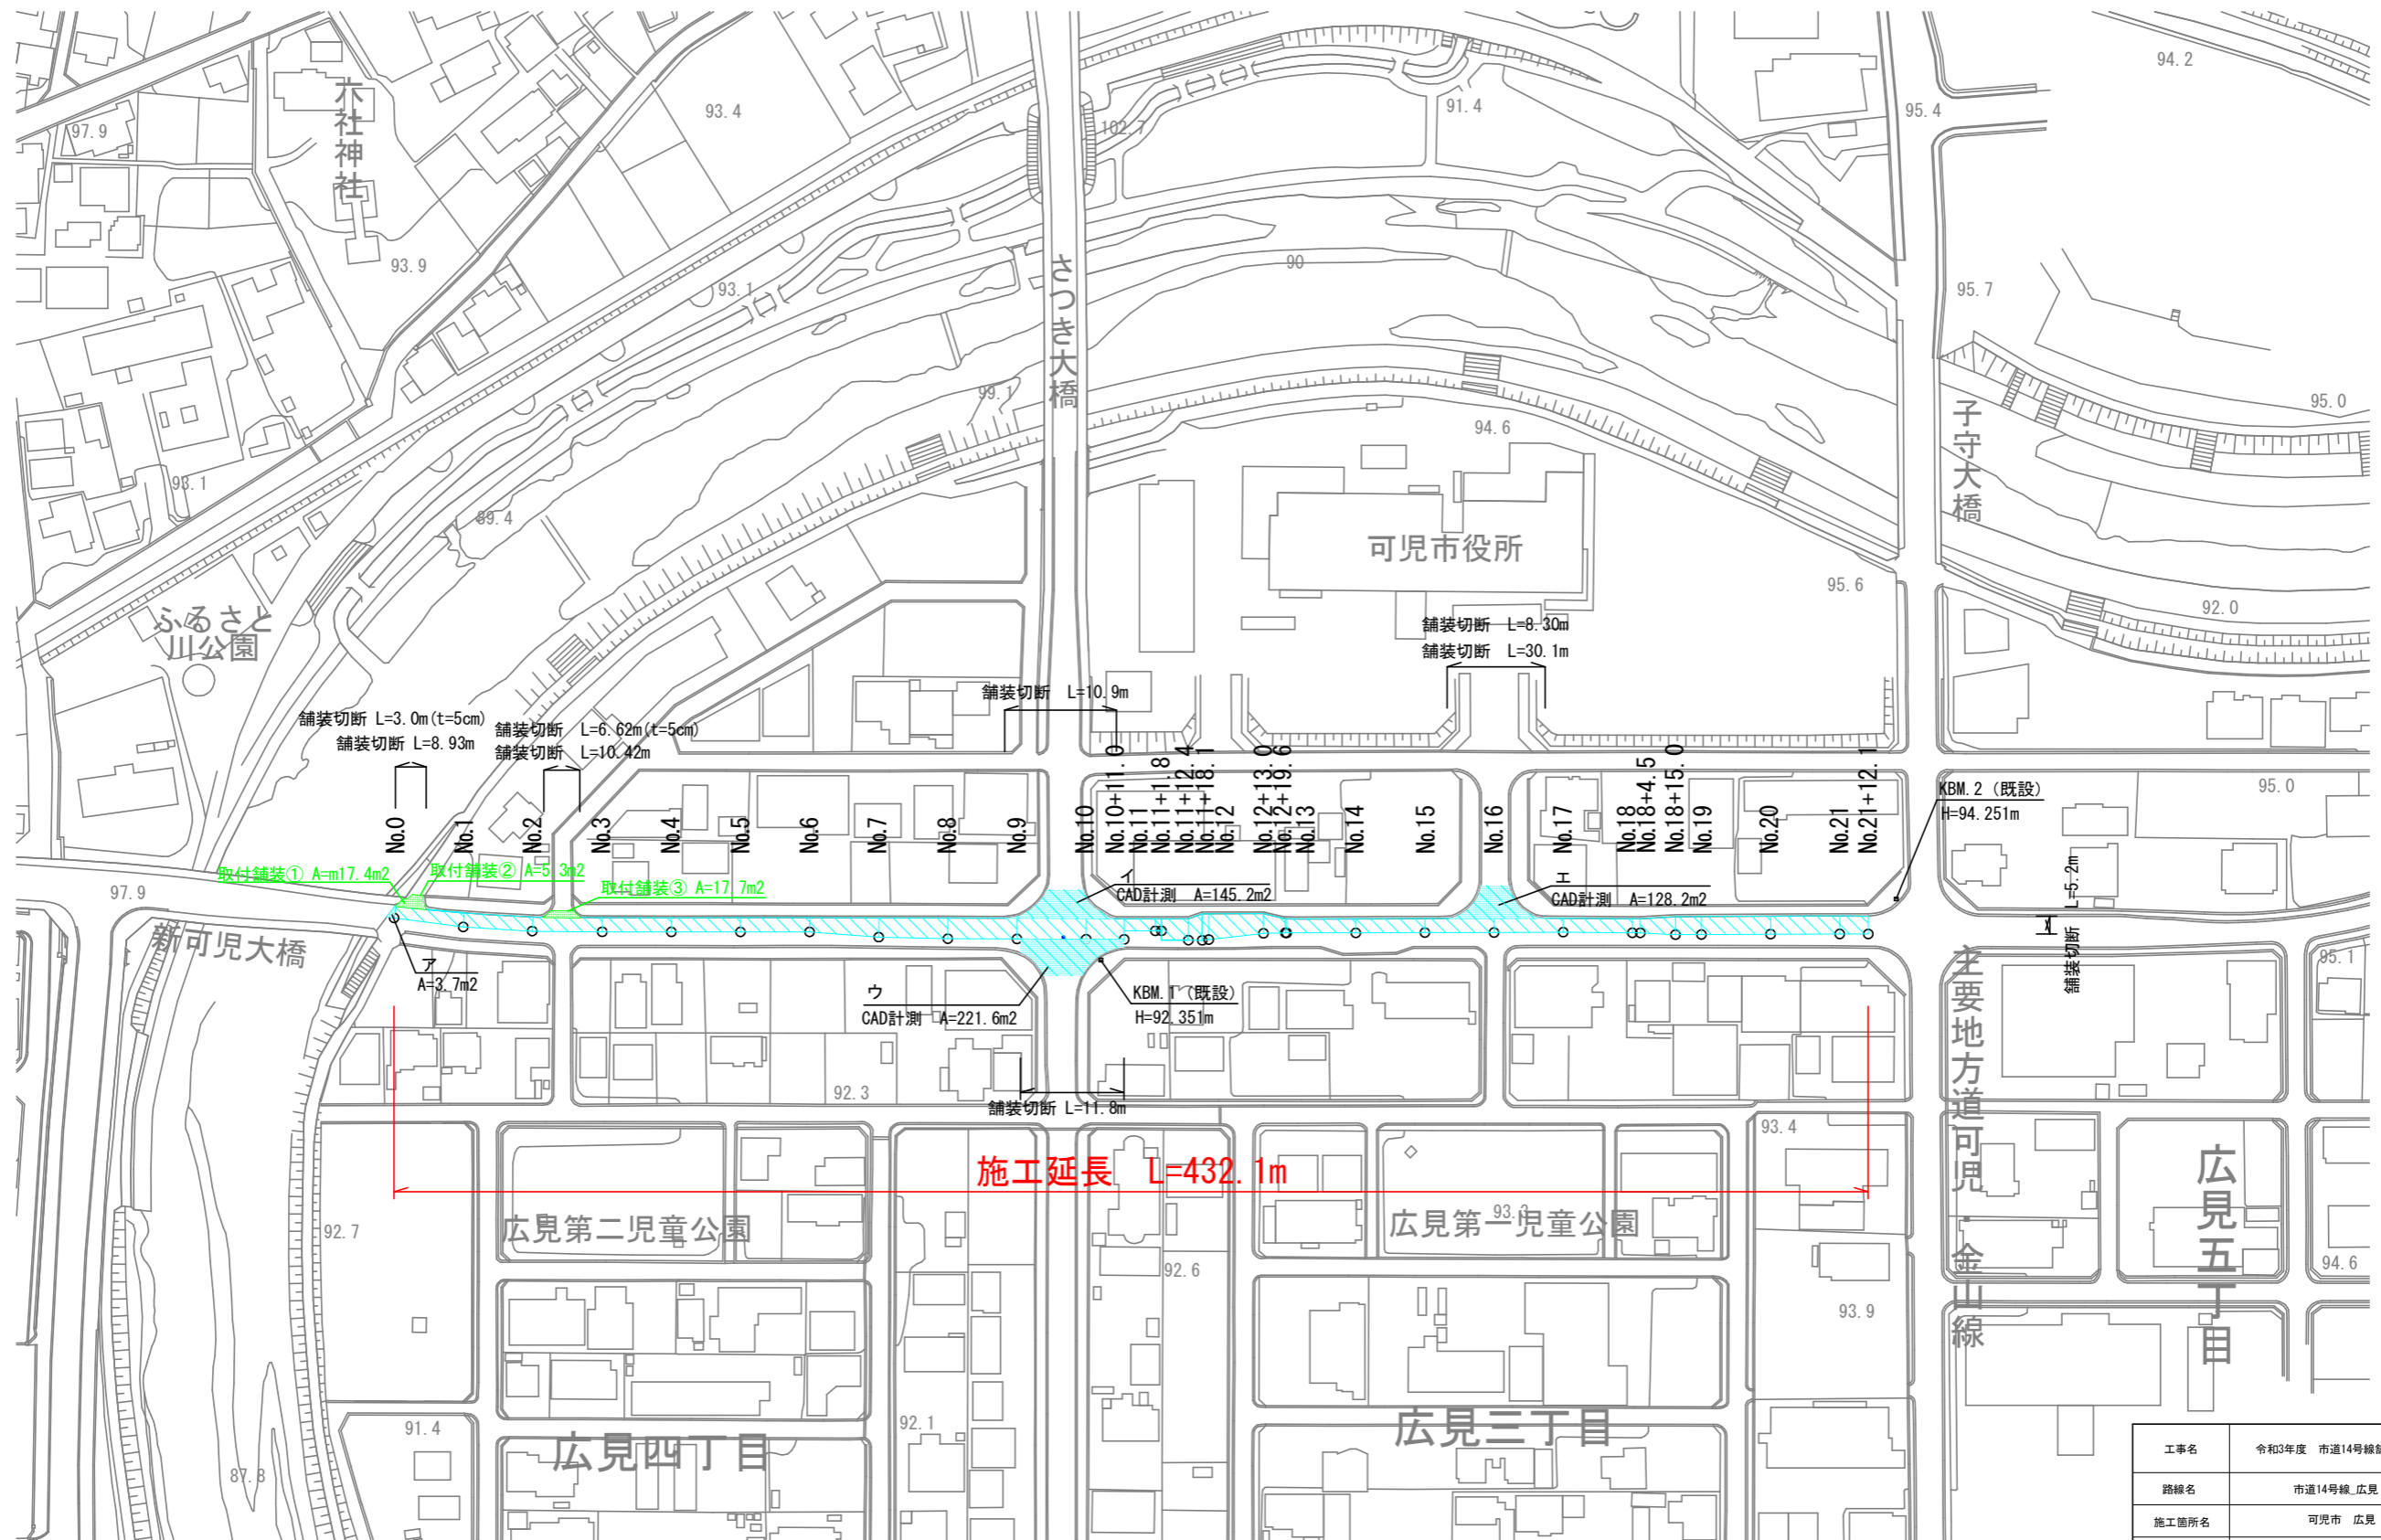 六社神社
97.9
93.4
102.7
91.4
95.4
94.2
93.9
93.1
さつき大橋
90
95.7
99.1
94.6
子守大橋
95.0
93.1
89.4
可児市役所
95.6
92.0
ふるさと
川公園
舗装切断 L=8.30m
舗装切断 L=30.1m
舗装切断 L=10.9m
舗装切断 L=3.0m(t=5cm)
舗装切断 L=8.93m
舗装切断 L=6.62m(t=5cm)
舗装切断 L=10.42m
No.0
No.1
No.2
No.3
No.4
No.5
No.6
No.7
No.8
No.9
No.10
No.10+11.0
No.11
No.11+1.8
No.11+12.4
No.11+18.1
No.12
No.12+13.0
No.12+19.6
No.13
No.14
No.15
No.16
No.17
No.18
No.18+4.5
No.18+15.0
No.19
No.20
No.21
No.21+12.1
KBM.2 (既設)
H=94.251m
95.0
取付舗装① A=m17.4m2
取付舗装② A=5.3m2
取付舗装③ A=17.7m2
97.9
イ
CAD計測 A=145.2m2
エ
CAD計測 A=128.2m2
舗装切断 L=5.2m
新可児大橋
ア
A=3.7m2
ウ
CAD計測 A=221.6m2
KBM.1 (既設)
H=92.351m
主要地方道可児 金山線
95.1
92.3
舗装切断 L=11.8m
93.4
施工延長 L=432.1m
広見五丁目
92.7
広見第二児童公園
広見第一児童公園
93.3
92.6
94.6
93.9
91.4
92.1
広見四丁目
広見三丁目
87.8
工事名 令和3年度 市道14号線
路線名 市道14号線_広見
施工箇所名 可児市 広見